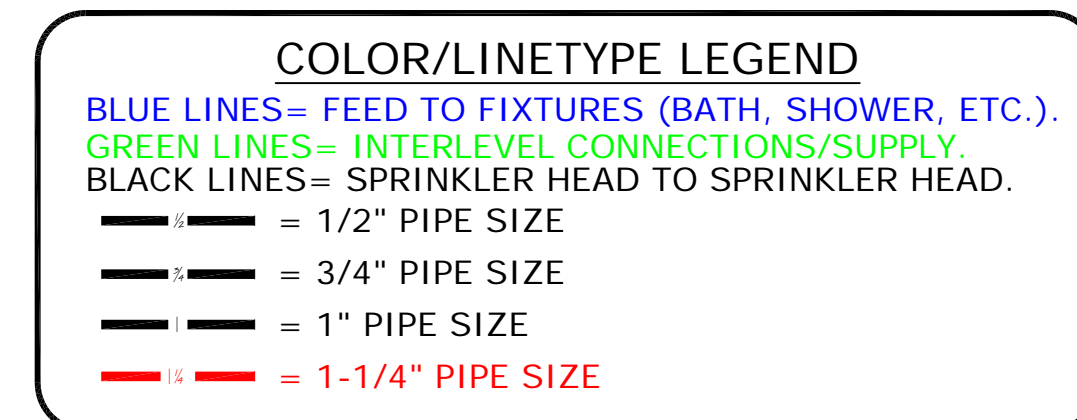 COLOR/LINETYPE LEGEND
BLUE LINES= FEED TO FIXTURES (BATH, SHOWER, ETC.).
GREEN LINES= INTERLEVEL CONNECTIONS/SUPPLY.
BLACK LINES= SPRINKLER HEAD TO SPRINKLER HEAD.
1/2 = 1/2" PIPE SIZE
3/4 = 3/4" PIPE SIZE
1 = 1" PIPE SIZE
1 1/4 = 1-1/4" PIPE SIZE